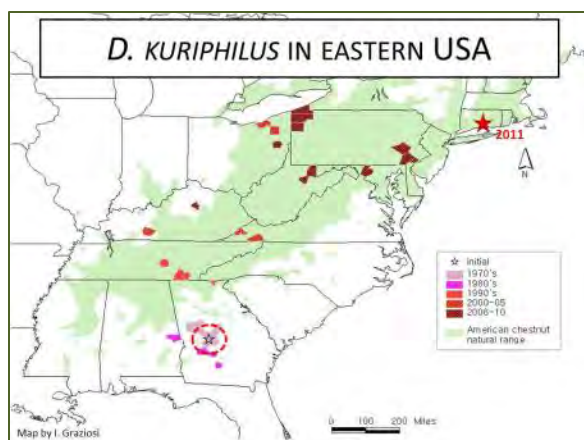 D. KURIPHILUS IN EASTERN USA
2011
N
initial
1970's
1980's
1990's
2000-05
2006-10
American chestnut
natural range
0 100 200 Miles
Map by I. Graziosi